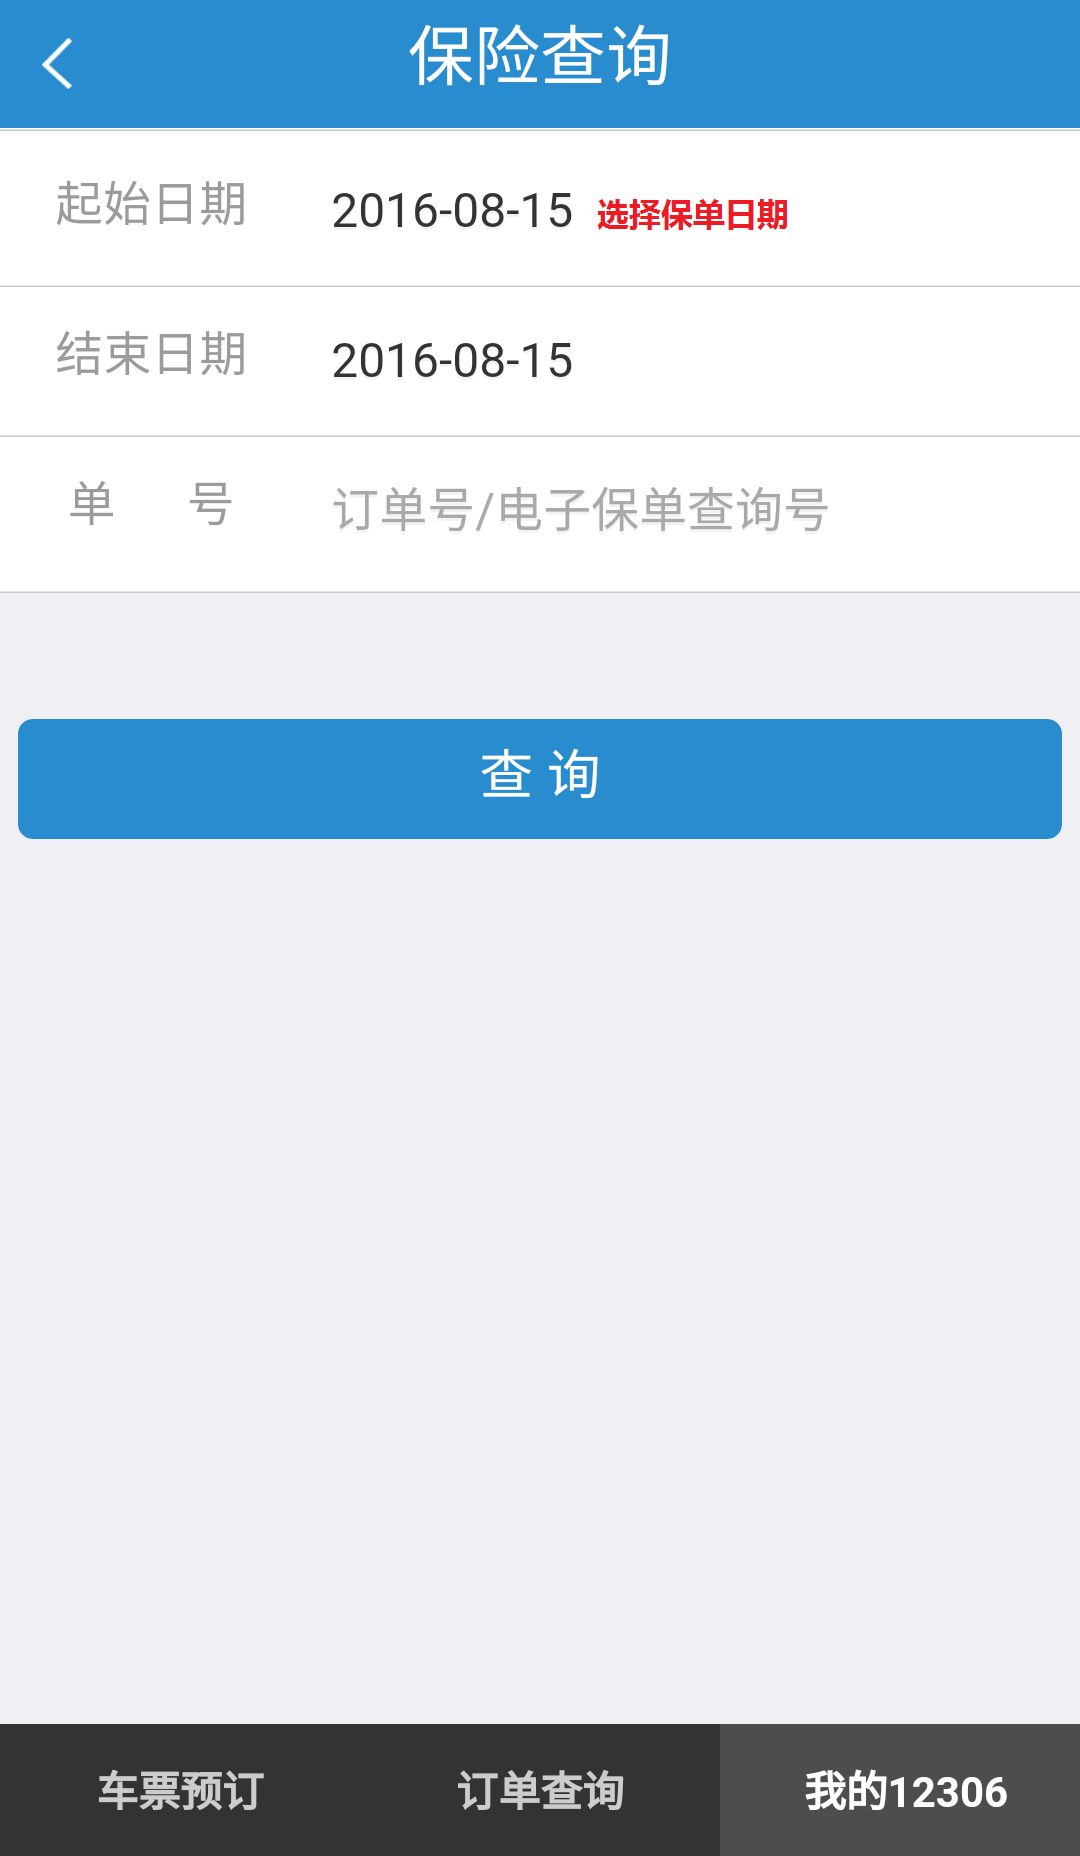 保险查询
起始日期 2016-08-15 选择保单日期
结束日期 2016-08-15
单 号 订单号/电子保单查询号
查 询
车票预订 订单查询 我的12306